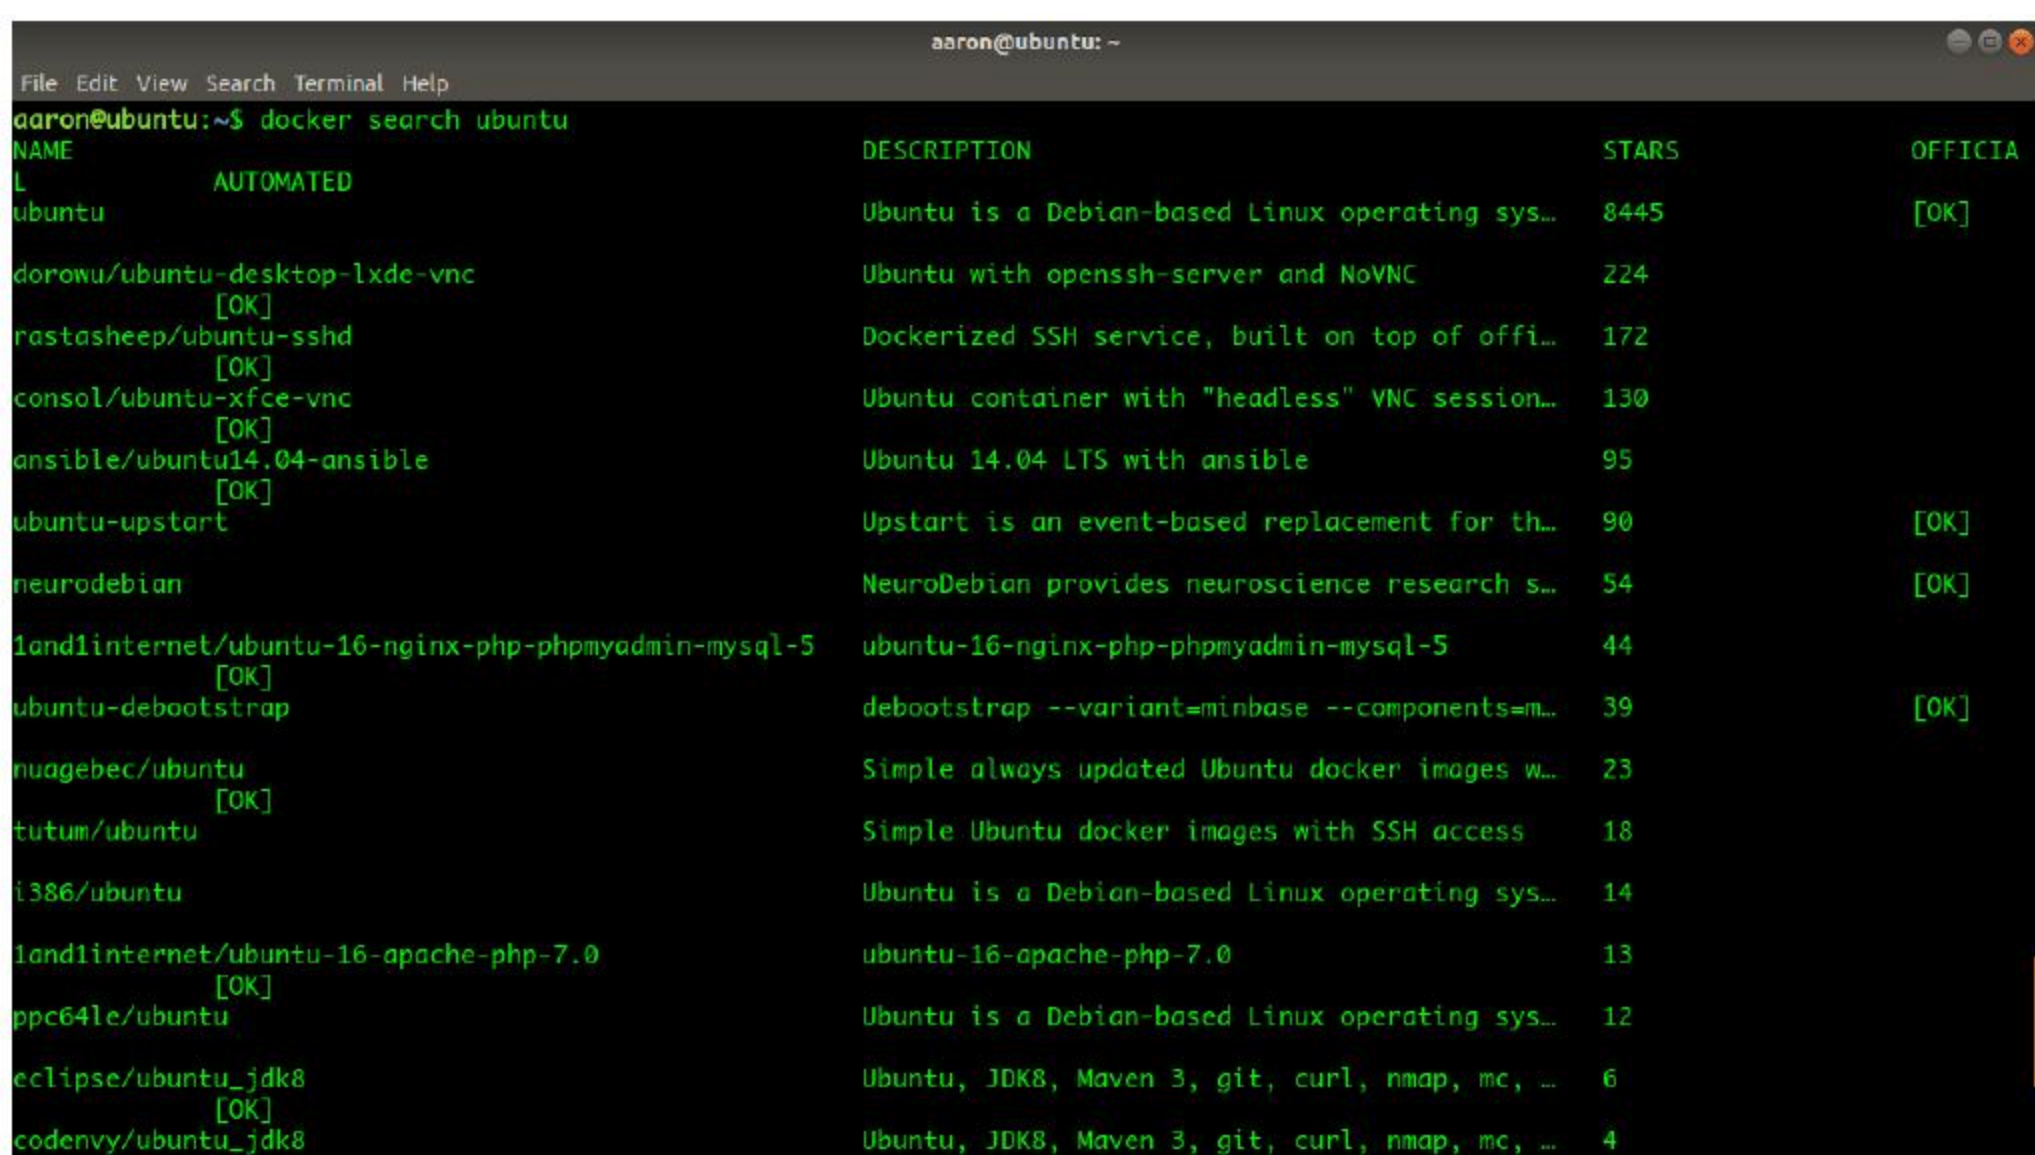 aaron@ubuntu: ~
File Edit View Search Terminal Help
aaron@ubuntu:~$ docker search ubuntu
NAME DESCRIPTION STARS OFFICIA
L AUTOMATED
ubuntu Ubuntu is a Debian-based Linux operating sys… 8445 [OK]
dorowu/ubuntu-desktop-lxde-vnc Ubuntu with openssh-server and NoVNC 224
[OK]
rastasheep/ubuntu-sshd Dockerized SSH service, built on top of offi… 172
[OK]
consol/ubuntu-xfce-vnc Ubuntu container with "headless" VNC session… 130
[OK]
ansible/ubuntu14.04-ansible Ubuntu 14.04 LTS with ansible 95
[OK]
ubuntu-upstart Upstart is an event-based replacement for th… 90 [OK]
neurodebian NeuroDebian provides neuroscience research s… 54 [OK]
1and1internet/ubuntu-16-nginx-php-phpmyadmin-mysql-5 ubuntu-16-nginx-php-phpmyadmin-mysql-5 44
[OK]
ubuntu-debootstrap debootstrap --variant=minbase --components=m… 39 [OK]
nuagebec/ubuntu Simple always updated Ubuntu docker images w… 23
[OK]
tutum/ubuntu Simple Ubuntu docker images with SSH access 18
i386/ubuntu Ubuntu is a Debian-based Linux operating sys… 14
1and1internet/ubuntu-16-apache-php-7.0 ubuntu-16-apache-php-7.0 13
[OK]
ppc64le/ubuntu Ubuntu is a Debian-based Linux operating sys… 12
eclipse/ubuntu_jdk8 Ubuntu, JDK8, Maven 3, git, curl, nmap, mc, … 6
[OK]
codenvy/ubuntu_jdk8 Ubuntu, JDK8, Maven 3, git, curl, nmap, mc, … 4